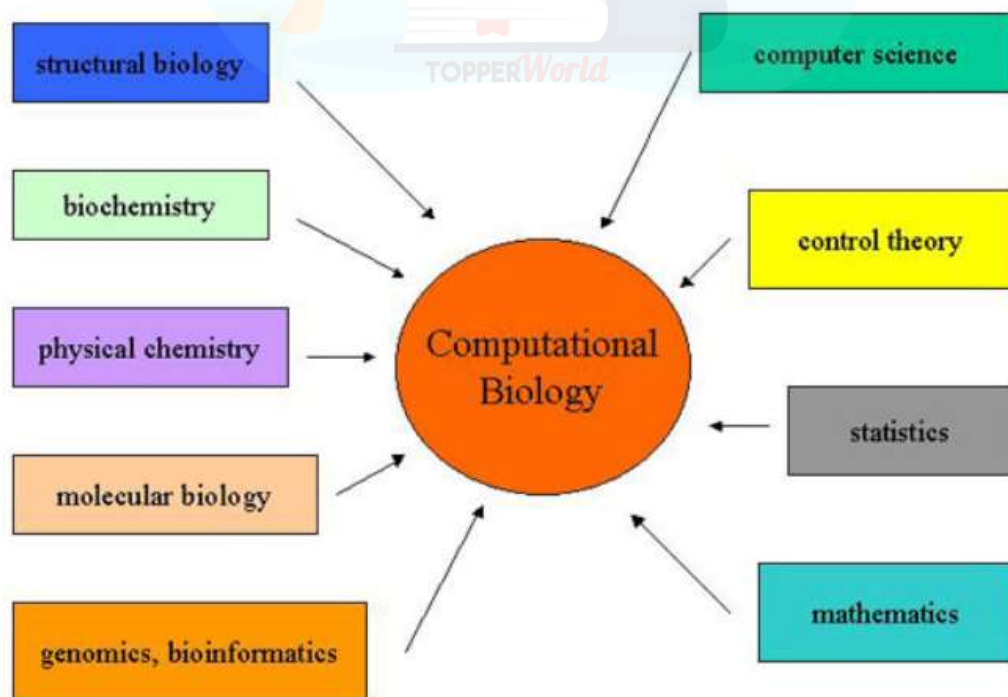 structural biology
TOPPERWorld
computer science
biochemistry
control theory
physical chemistry
Computational
Biology
statistics
molecular biology
mathematics
genomics, bioinformatics